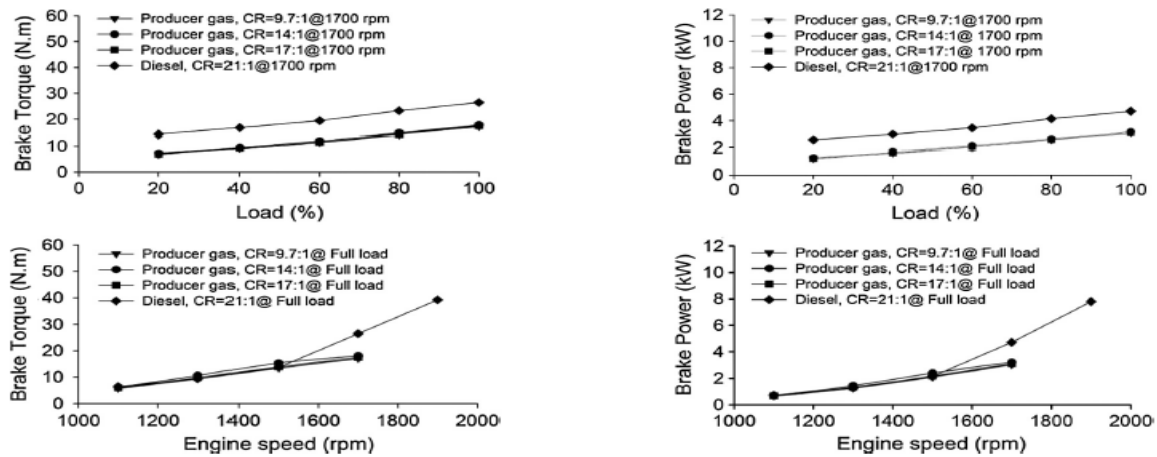 Brake Torque (N.m)
60
50
40
30
20
10
0
Producer gas, CR=9.7:1@1700 rpm
Producer gas, CR=14:1@1700 rpm
Producer gas, CR=17:1@1700 rpm
Diesel, CR=21:1@1700 rpm
0 20 40 60 80 100
Load (%)
Brake Power (kW)
12
10
8
6
4
2
0
Producer gas, CR=9.7:1@1700 rpm
Producer gas, CR=14:1@ 1700 rpm
Producer gas, CR=17:1@ 1700 rpm
Diesel, CR=21:1@1700 rpm
0 20 40 60 80 100
Load (%)
Brake Torque (N.m)
60
50
40
30
20
10
0
Producer gas, CR=9.7:1@ Full load
Producer gas, CR=14:1@ Full load
Producer gas, CR=17:1@ Full load
Diesel, CR=21:1@ Full load
1000 1200 1400 1600 1800 2000
Engine speed (rpm)
Brake Power (kW)
12
10
8
6
4
2
0
Producer gas, CR=9.7:1@ Full load
Producer gas, CR=14:1@ Full load
Producer gas, CR=17:1@ Full load
Diesel, CR=21:1@ Full load
1000 1200 1400 1600 1800 2000
Engine speed (rpm)